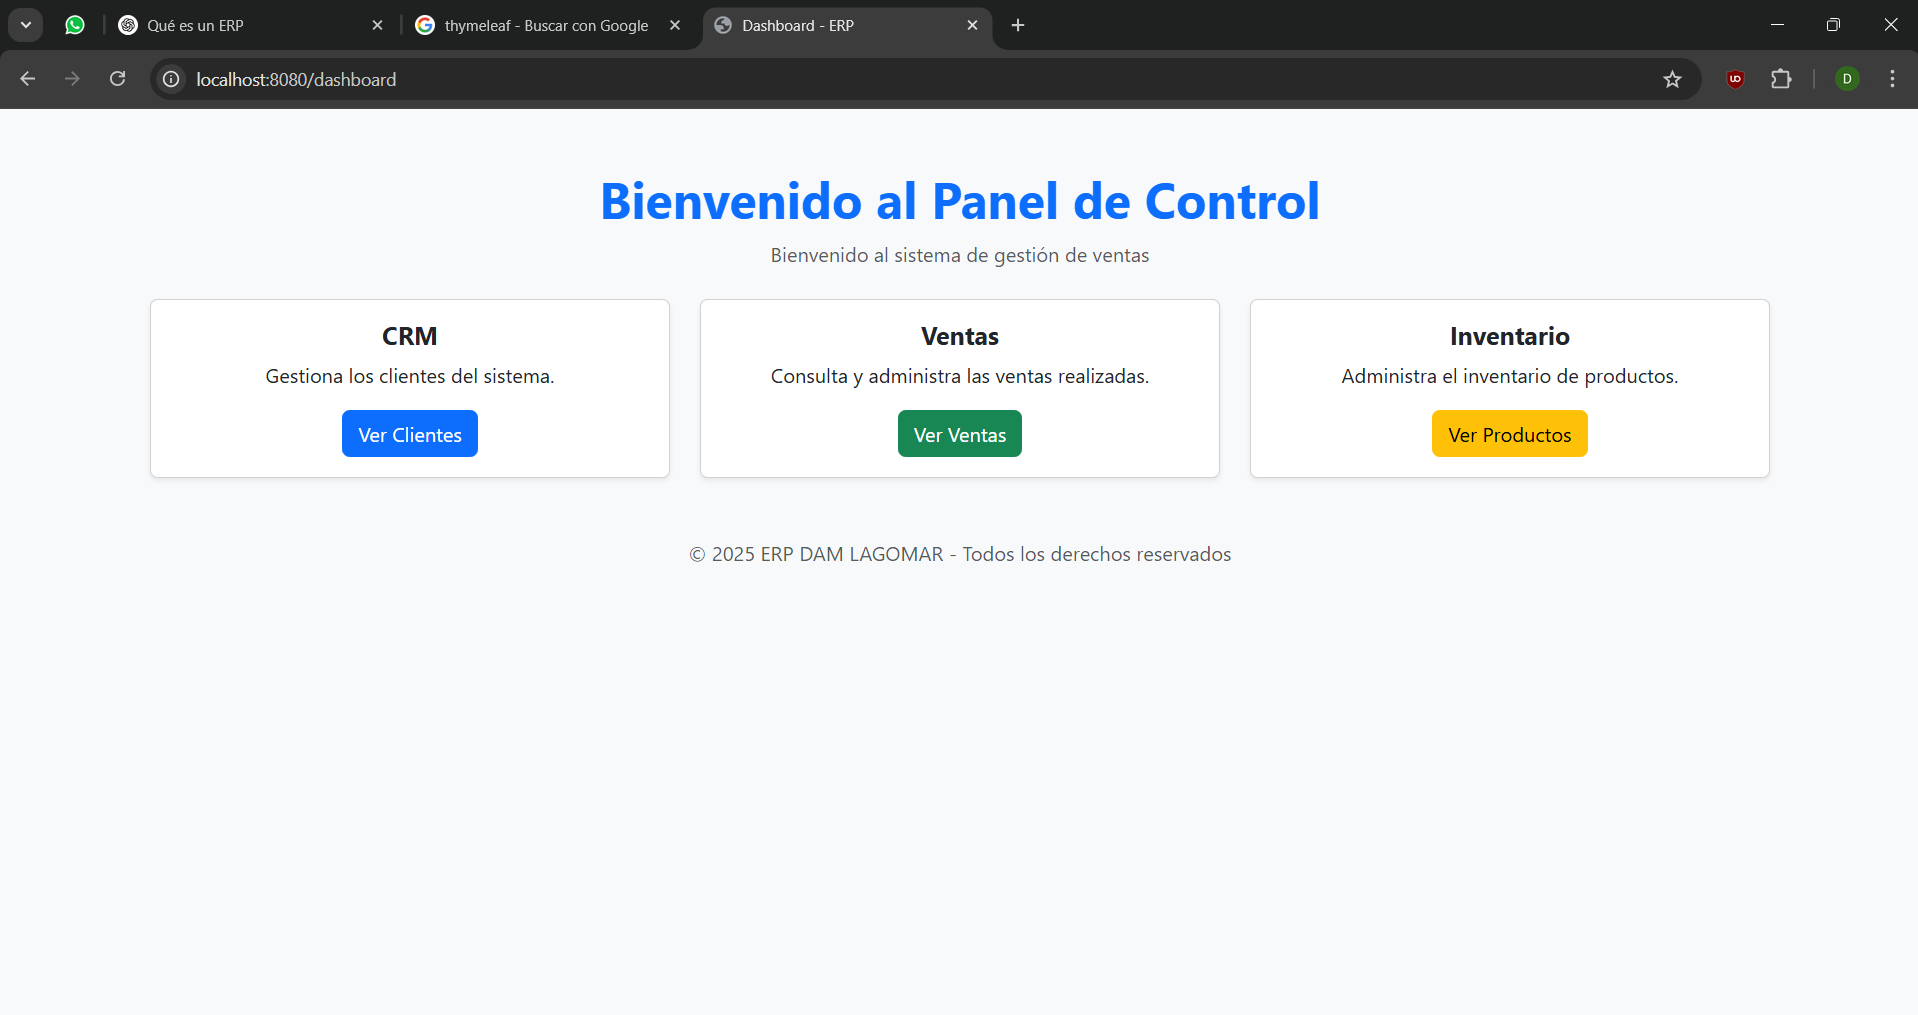 Qué es un ERP
thymeleaf - Buscar con Google
Dashboard - ERP
localhost:8080/dashboard
UO
D
Bienvenido al Panel de Control
Bienvenido al sistema de gestión de ventas
CRM
Gestiona los clientes del sistema.
Ver Clientes
Ventas
Consulta y administra las ventas realizadas.
Ver Ventas
Inventario
Administra el inventario de productos.
Ver Productos
© 2025 ERP DAM LAGOMAR - Todos los derechos reservados